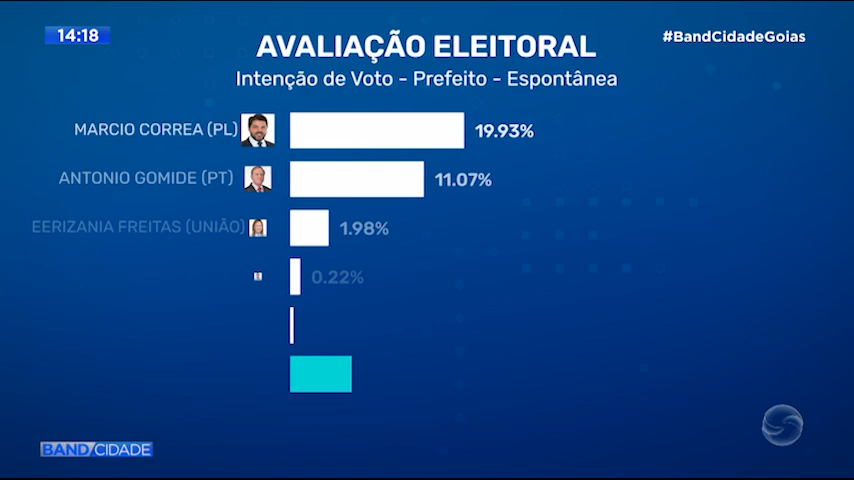 14:18
AVALIAÇÃO ELEITORAL
#BandCidadeGoias
Intenção de Voto - Prefeito - Espontânea
MARCIO CORREA (PL) 19.93%
ANTONIO GOMIDE (PT) 11.07%
EERIZANIA FREITAS (UNIÃO) 1.98%
0.22%
BAND/CIDADE